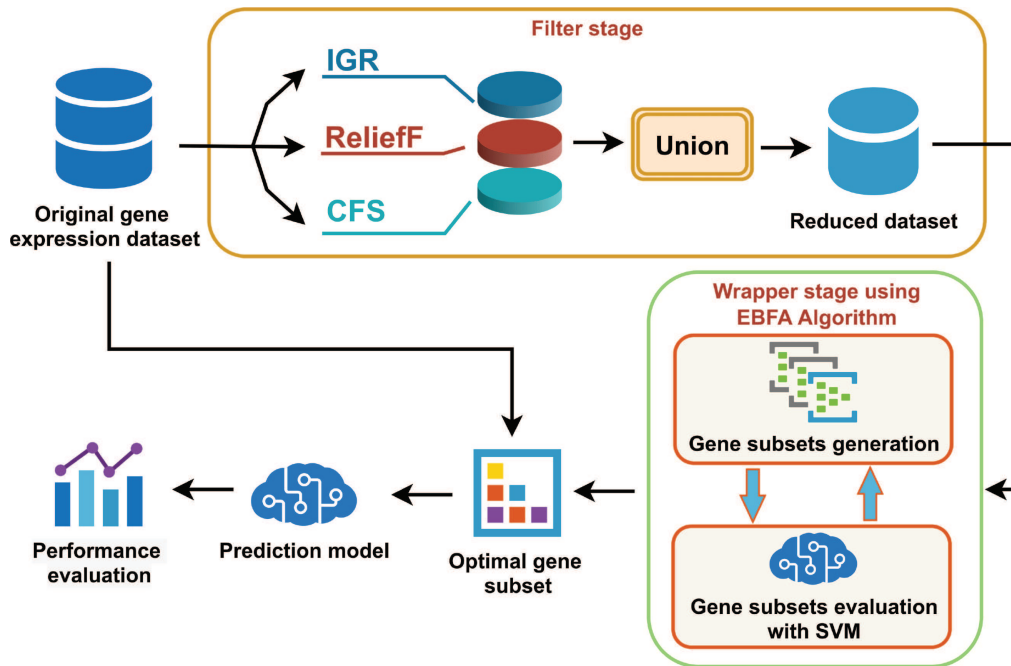 Filter stage
IGR
ReliefF
CFS
Union
Original gene
expression dataset
Reduced dataset
Wrapper stage using
EBFA Algorithm
Gene subsets generation
Gene subsets evaluation
with SVM
Optimal gene
subset
Prediction model
Performance
evaluation